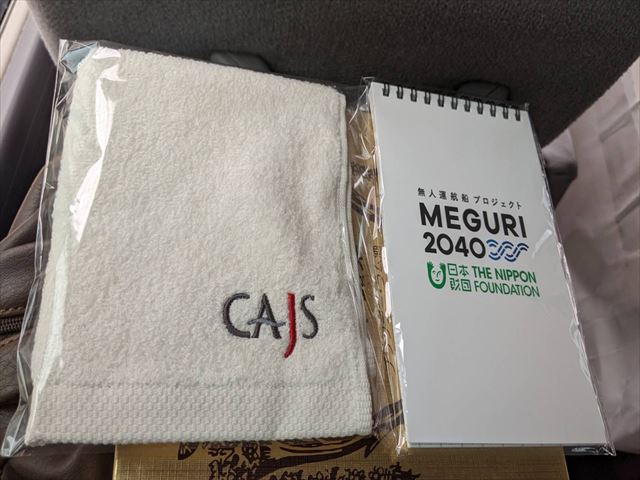 CAJS
無人運航船 プロジェクト
MEGURI
2040
日本 THE NIPPON
財団 FOUNDATION